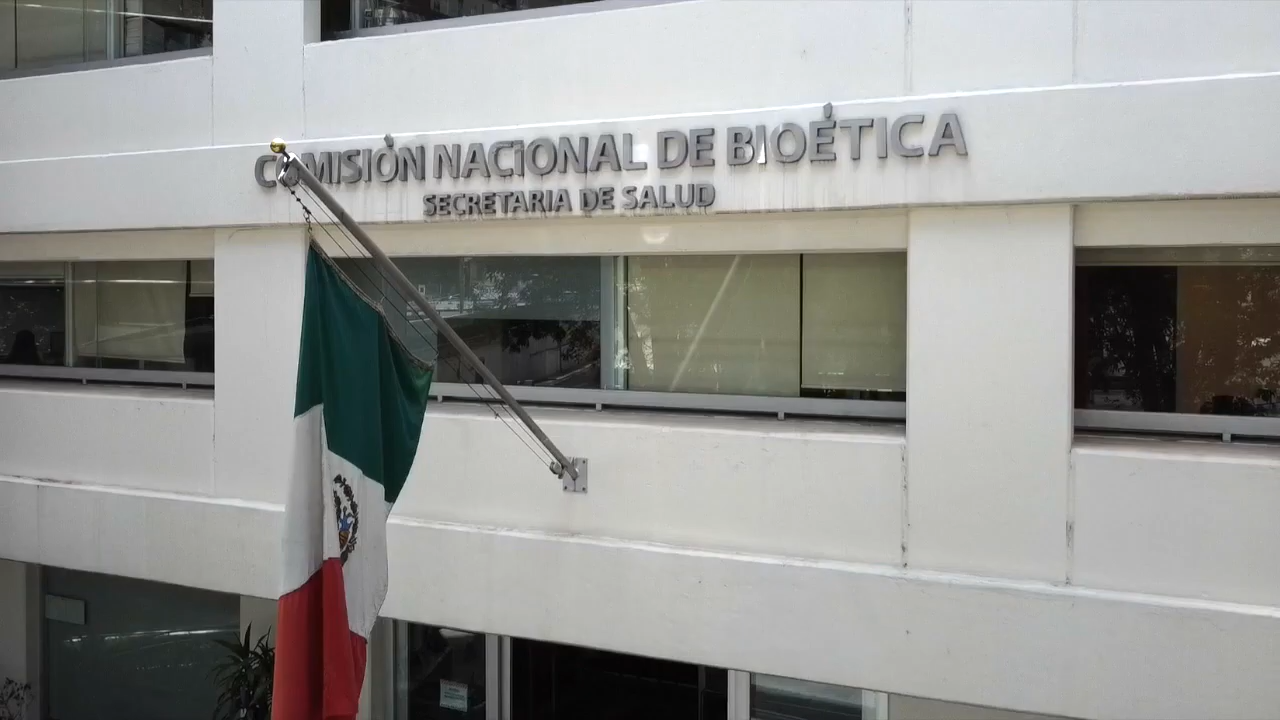 COMISIÓN NACIONAL DE BIOÉTICA
SECRETARIA DE SALUD